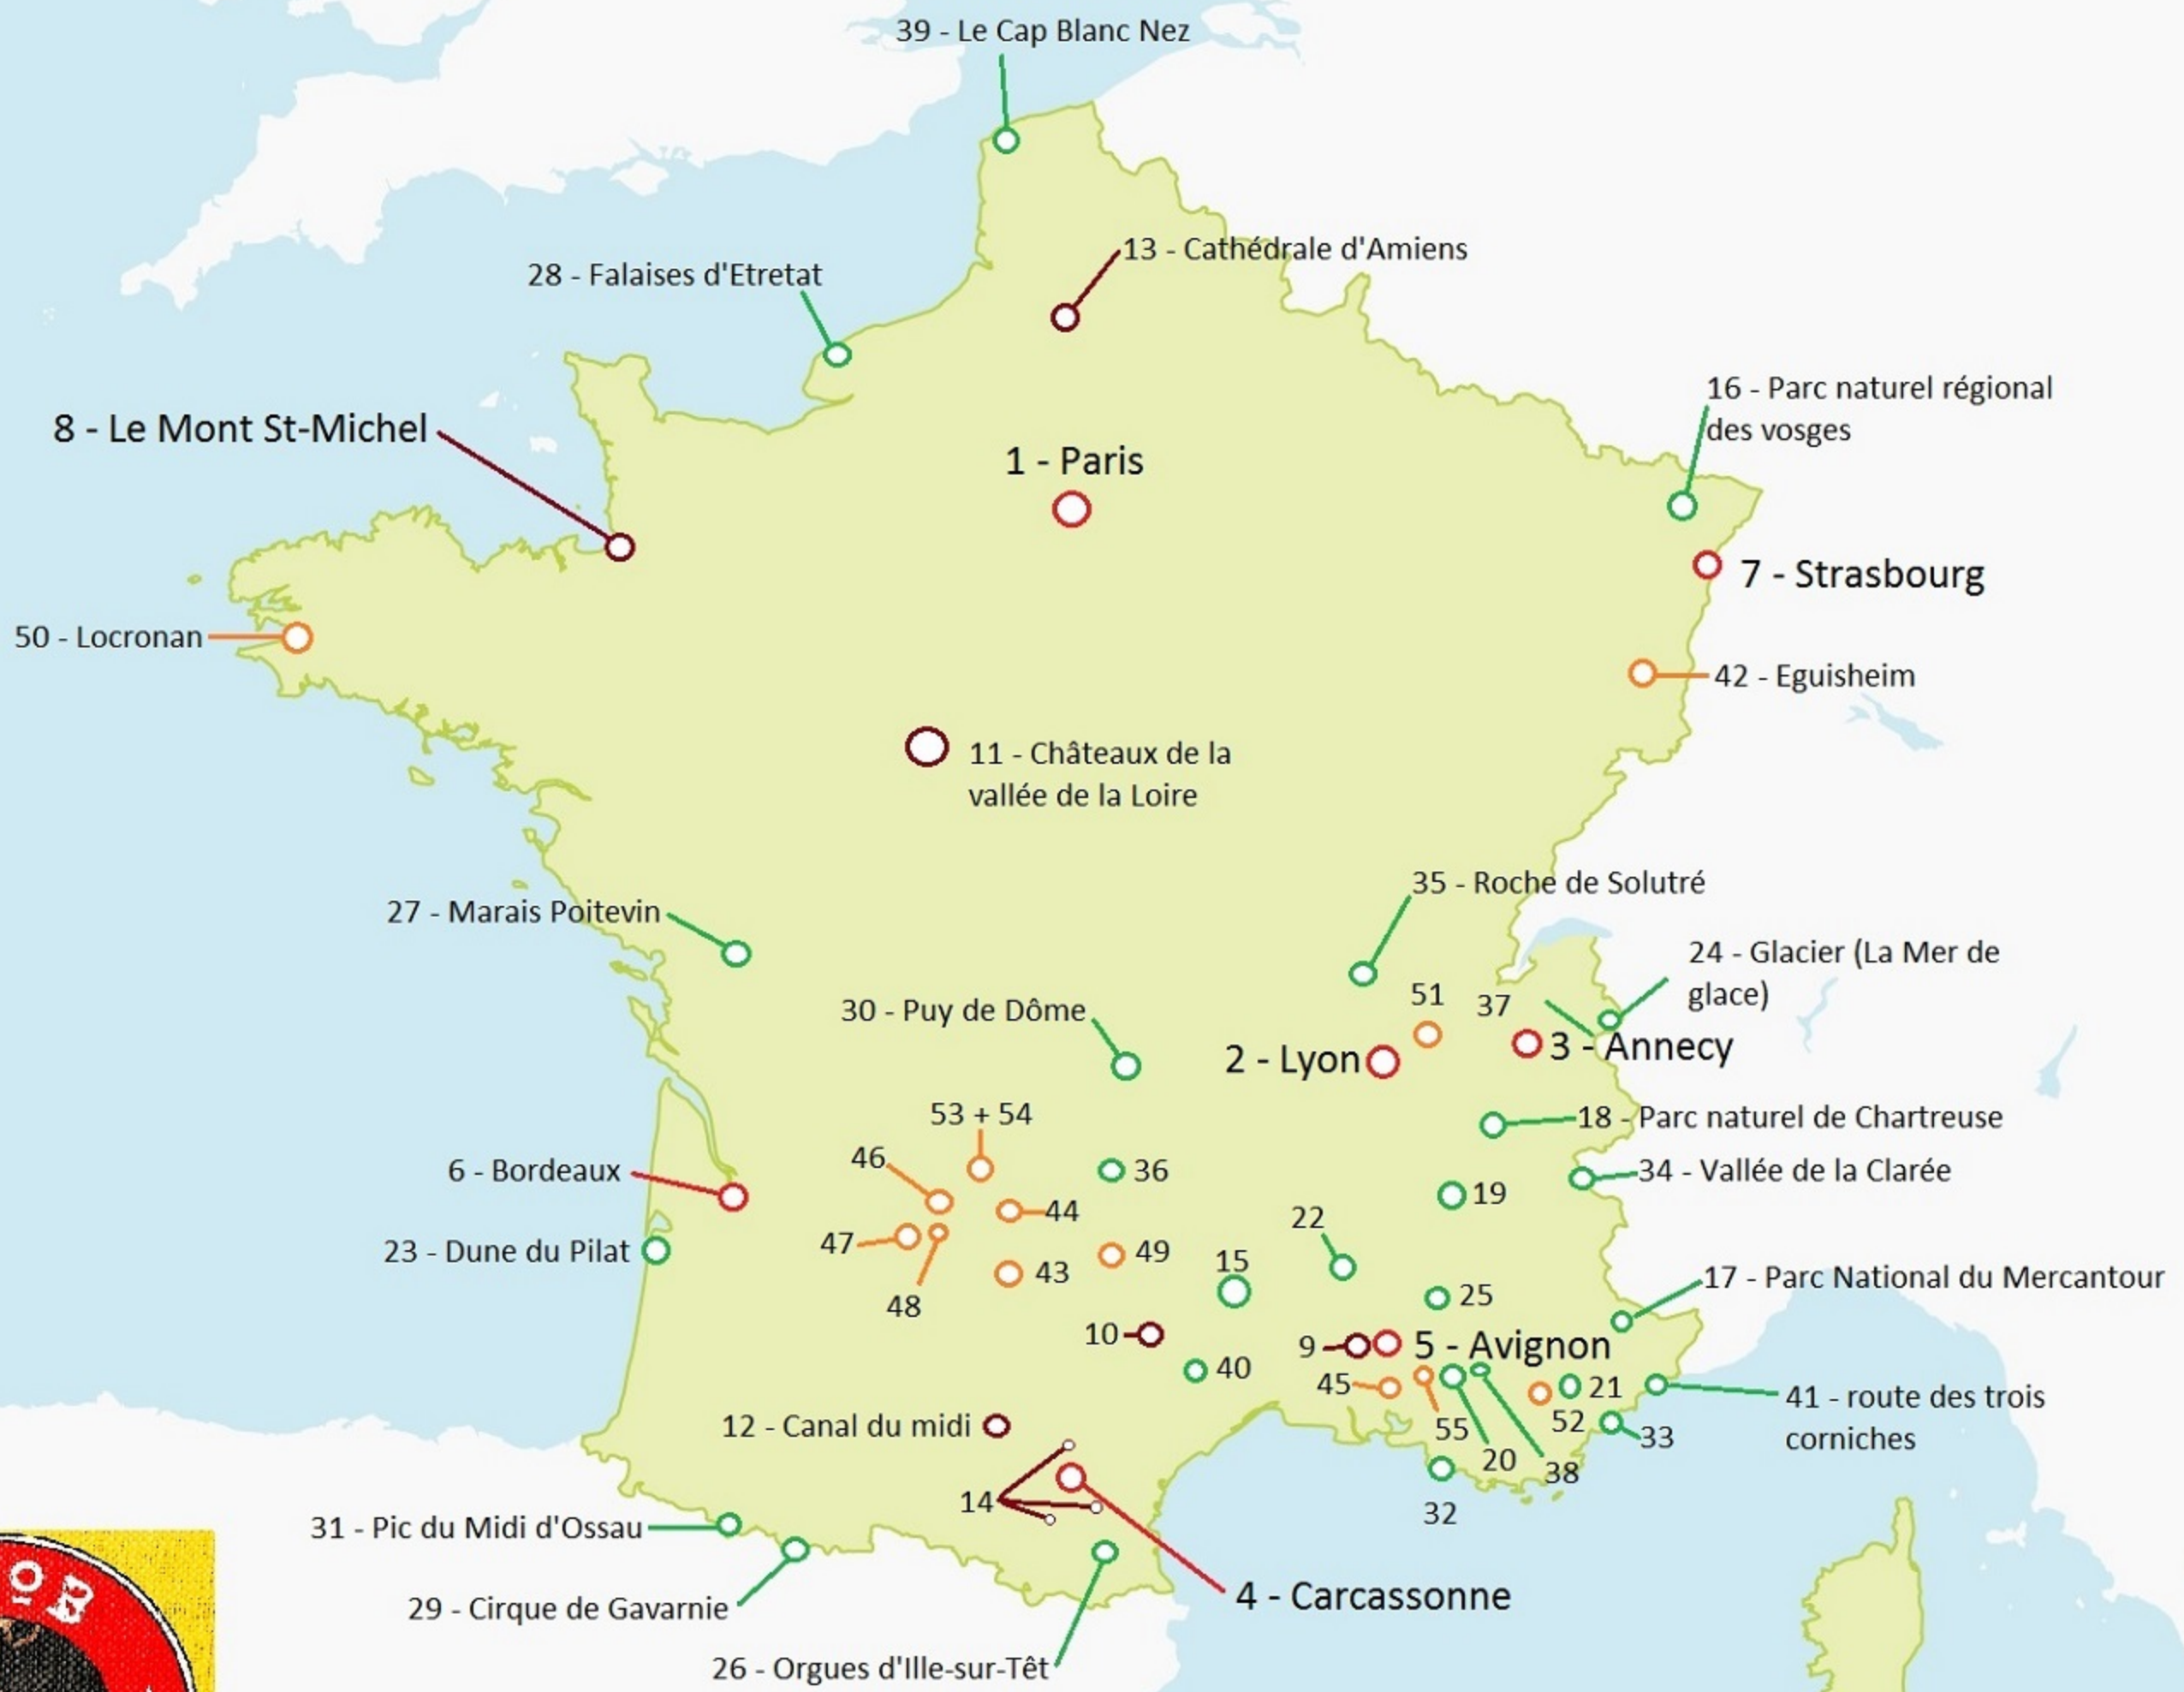 39 - Le Cap Blanc Nez
13 - Cathédrale d'Amiens
28 - Falaises d'Etretat
16 - Parc naturel régional
des vosges
8 - Le Mont St-Michel
1 - Paris
7 - Strasbourg
50 - Locronan
42 - Eguisheim
11 - Châteaux de la
vallée de la Loire
35 - Roche de Solutré
27 - Marais Poitevin
24 - Glacier (La Mer de
glace)
51
37
30 - Puy de Dôme
2 - Lyon
3 - Annecy
53 + 54
18 - Parc naturel de Chartreuse
46
6 - Bordeaux
36
34 - Vallée de la Clarée
19
44
22
47
23 - Dune du Pilat
49
15
43
17 - Parc National du Mercantour
48
25
10
9
5 - Avignon
40
45
21
41 - route des trois
corniches
12 - Canal du midi
55
52
33
20
38
14
32
31 - Pic du Midi d'Ossau
4 - Carcassonne
29 - Cirque de Gavarnie
26 - Orgues d'Ille-sur-Têt